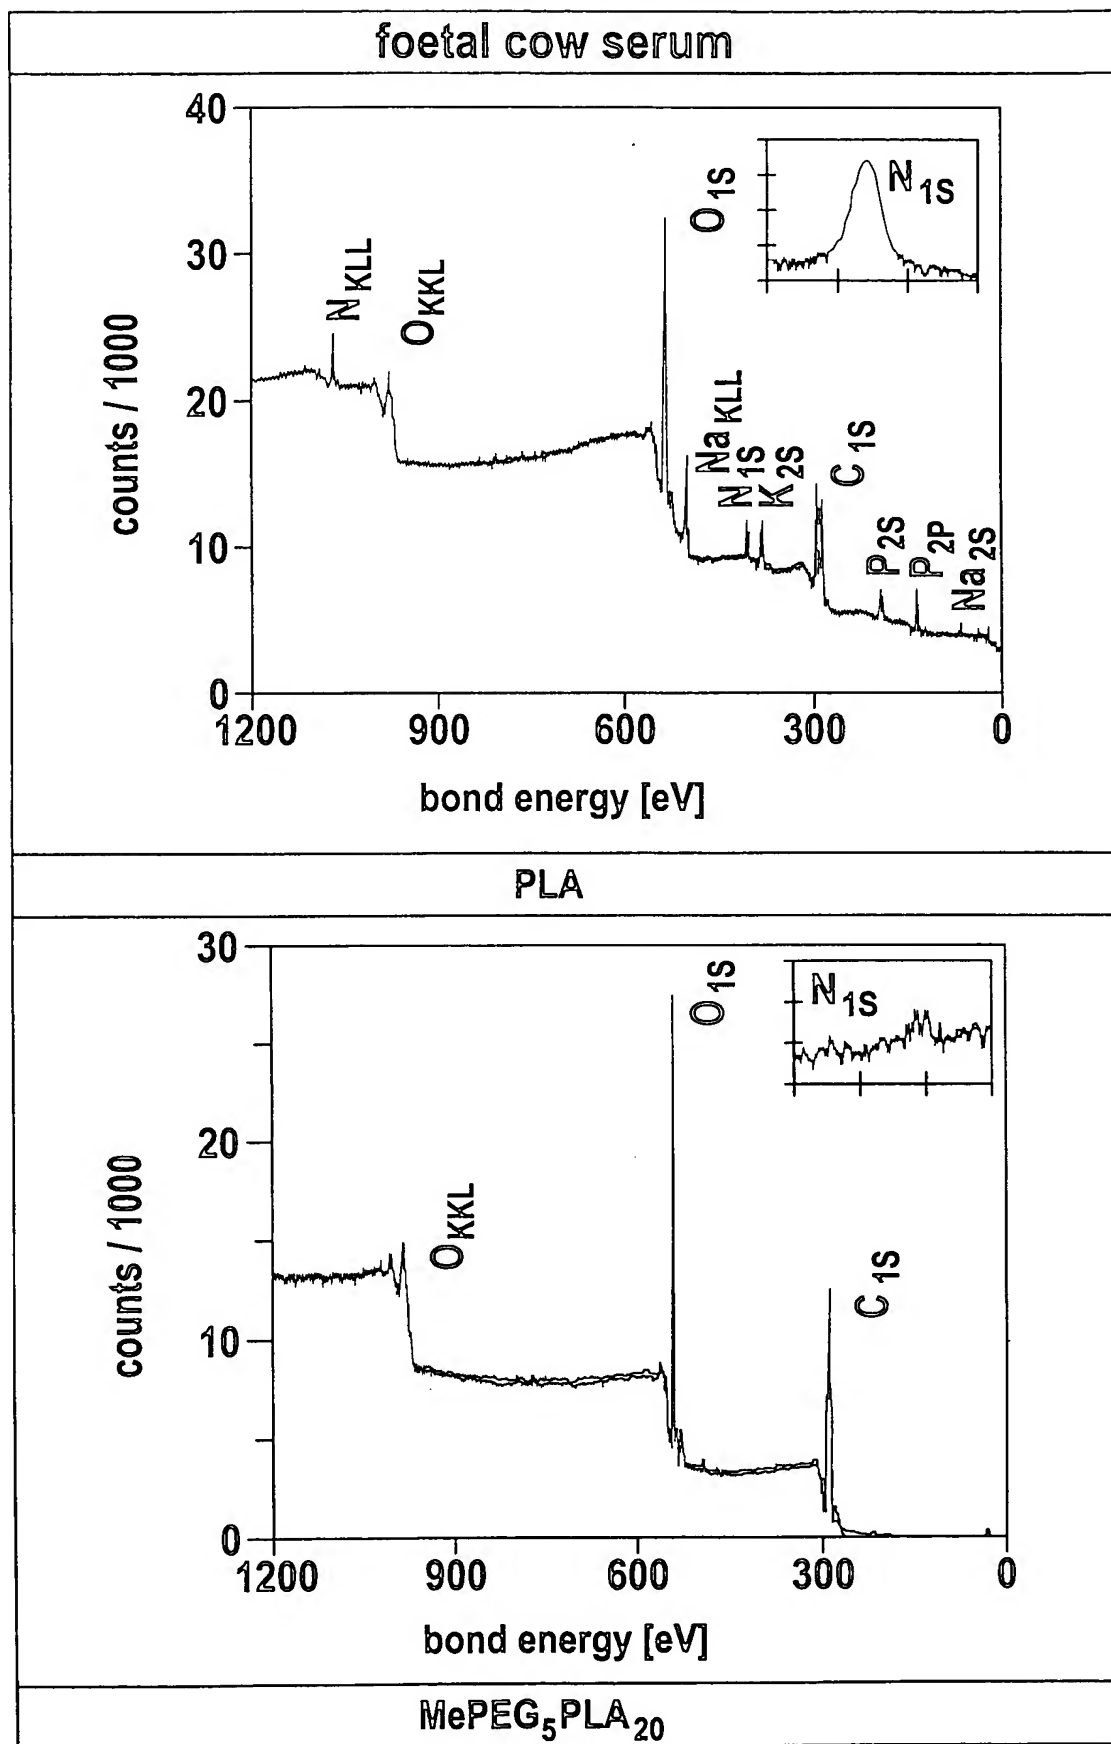 foetal cow serum
40
30
20
10
0
counts / 1000
N KLL
O KKL
O 1S
Na KLL
N 1S
K 2S
C 1S
P 2S
P 2P
Na 2S
N 1S
1200 900 600 300 0
bond energy [eV]
PLA
30
20
10
0
counts / 1000
O KKL
O 1S
C 1S
N 1S
1200 900 600 300 0
bond energy [eV]
MePEG5PLA20